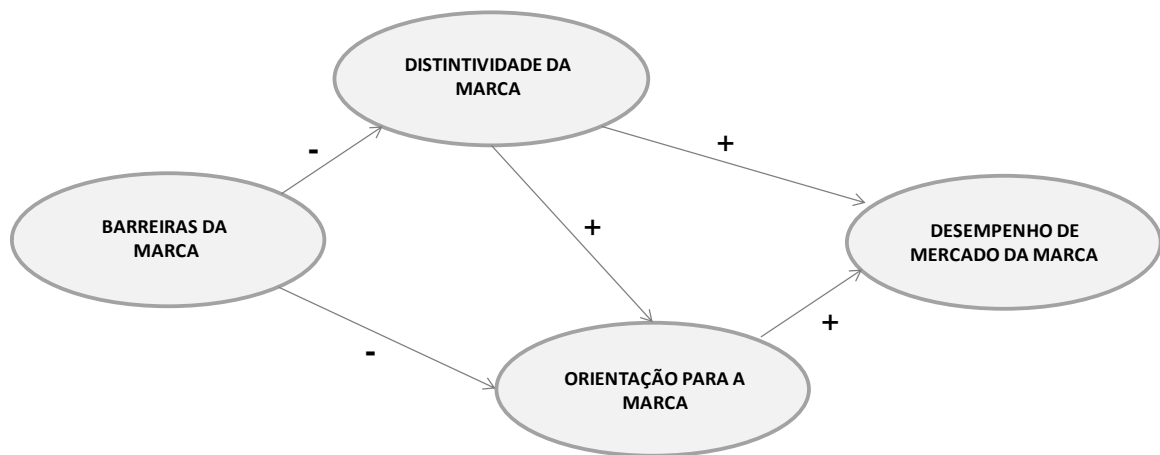 DISTINTIVIDADE DA
MARCA
-
+
BARREIRAS DA
MARCA
+
DESEMPENHO DE
MERCADO DA MARCA
-
+
ORIENTAÇÃO PARA A
MARCA